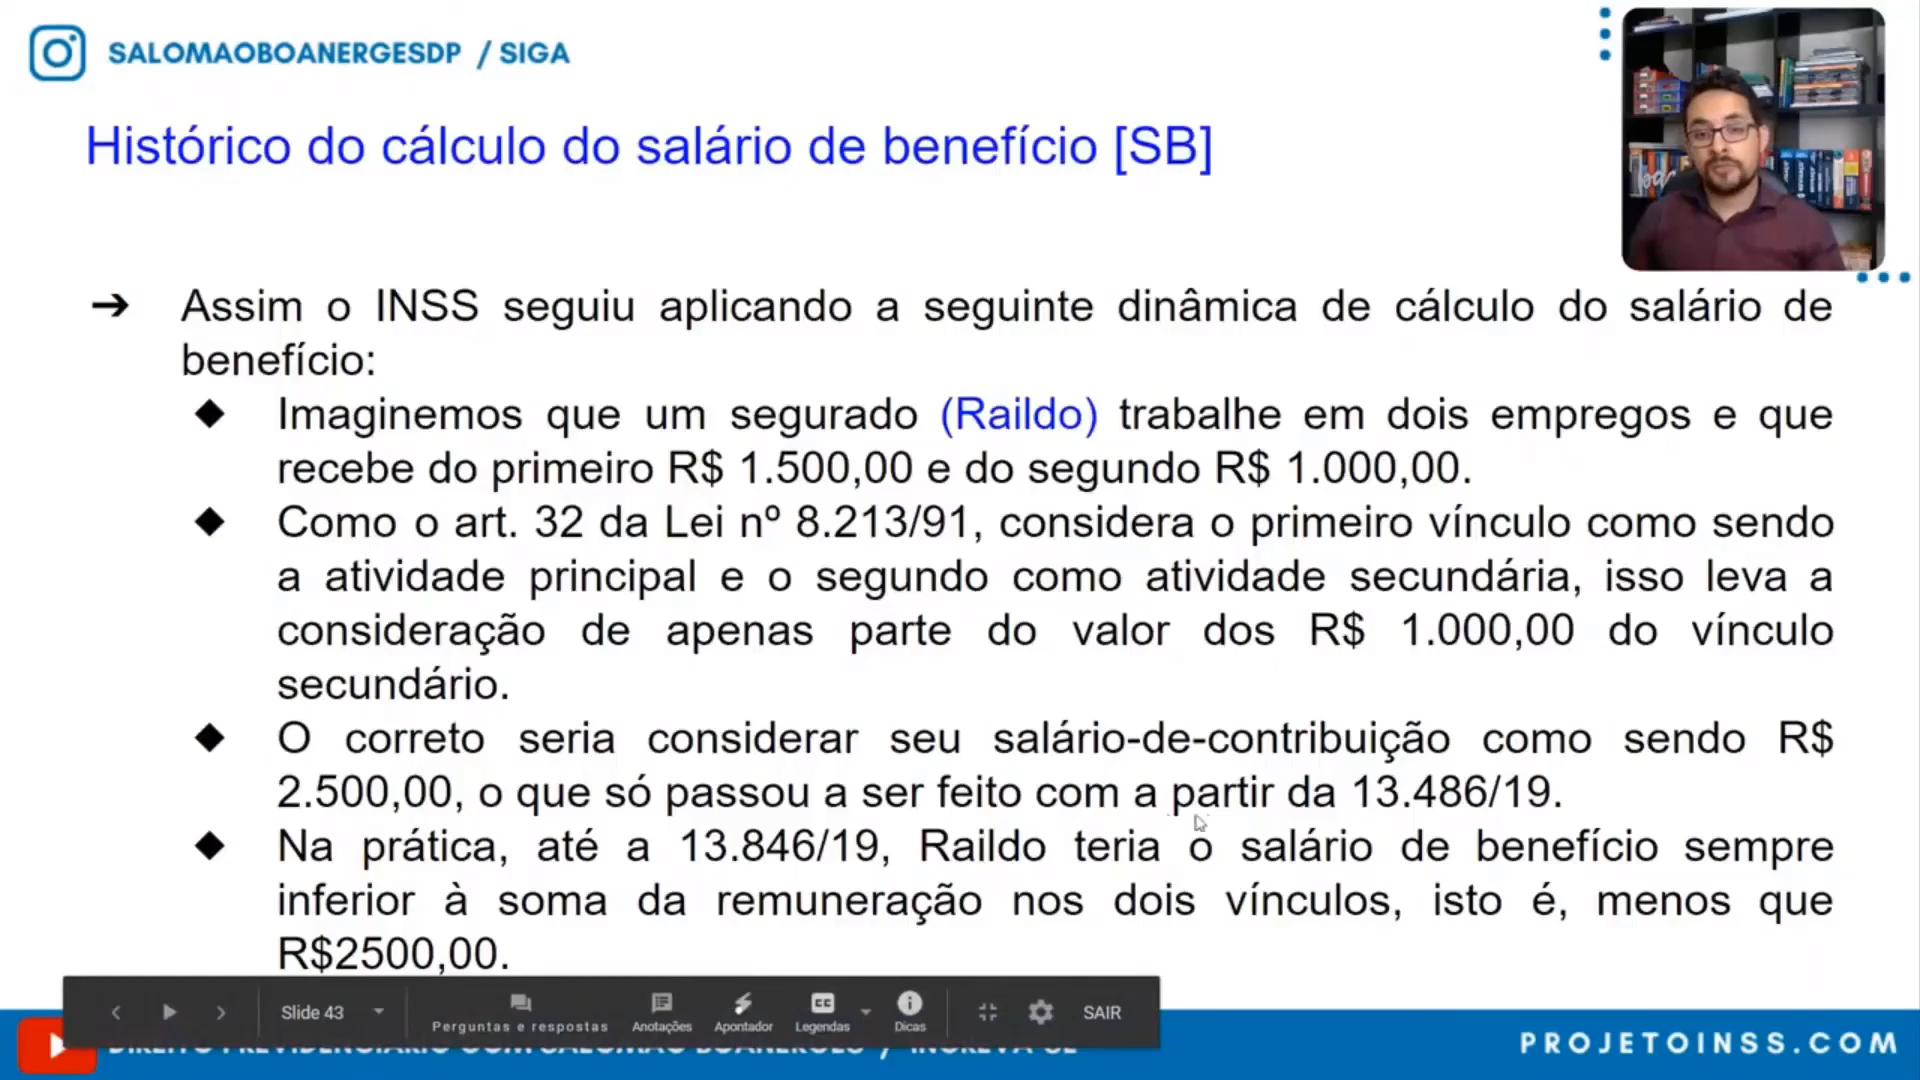 SALOMAOBOANERGESDP / SIGA
Histórico do cálculo do salário de benefício [SB]
➔ Assim o INSS seguiu aplicando a seguinte dinâmica de cálculo do salário de
benefício:
◆ Imaginemos que um segurado (Raildo) trabalhe em dois empregos e que
recebe do primeiro R$ 1.500,00 e do segundo R$ 1.000,00.
◆ Como o art. 32 da Lei nº 8.213/91, considera o primeiro vínculo como sendo
a atividade principal e o segundo como atividade secundária, isso leva a
consideração de apenas parte do valor dos R$ 1.000,00 do vínculo
secundário.
◆ O correto seria considerar seu salário-de-contribuição como sendo R$
2.500,00, o que só passou a ser feito com a partir da 13.486/19.
◆ Na prática, até a 13.846/19, Raildo teria o salário de benefício sempre
inferior à soma da remuneração nos dois vínculos, isto é, menos que
R$2500,00.
Slide 43
Perguntas e respostas
Anotações
Apontador
CC
Legendas
Dicas
SAIR
PROJETOINSS.COM